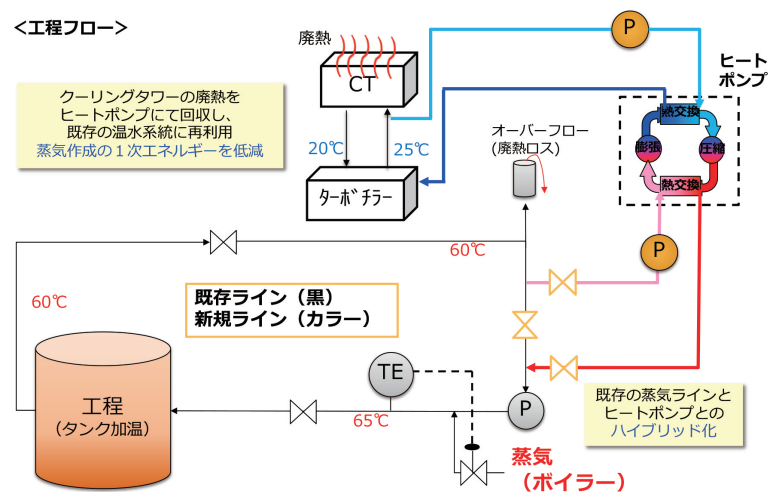 ＜工程フロー＞
廃熱
CT
P
ヒート
ポンプ
クーリングタワーの廃熱を
ヒートポンプにて回収し、
既存の温水系統に再利用
蒸気作成の１次エネルギーを低減
熱交換
膨張
圧縮
熱交換
20℃
25℃
オーバーフロー
(廃熱ロス)
ﾀｰﾎﾞﾁﾗｰ
P
60℃
60℃
既存ライン（黒）
新規ライン（カラー）
TE
工程
（タンク加温）
65℃
P
既存の蒸気ラインと
ヒートポンプとの
ハイブリッド化
蒸気
（ボイラー）